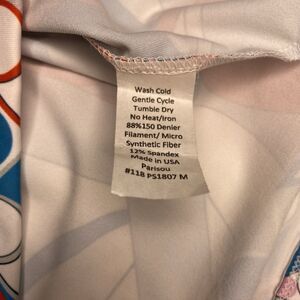 Wash Cold
Gentle Cycle
Tumble Dry
No Heat/Iron
88%150 Denier
Filament/ Micro
Synthetic Fiber
12% Spandex
Made in USA
Parisou
#118 PS1807 M